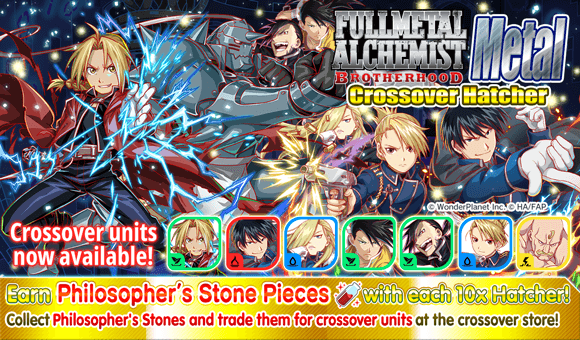 FULLMETAL
ALCHEMIST
BROTHERHOOD
Metal
Crossover Hatcher
© WonderPlanet Inc. © HA/FAP
Crossover units
now available!
Earn Philosopher's Stone Pieces with each 10x Hatcher!
Collect Philosopher's Stones and trade them for crossover units at the crossover store!